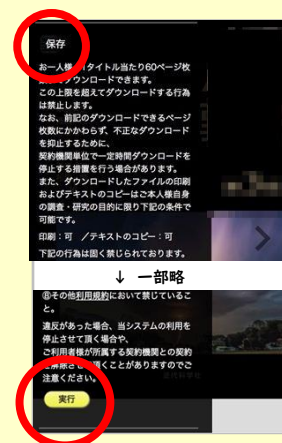 保存
お一人様 1タイトル当たり60ページ枚
ダウンロードできます。
この上限を超えてダウンロードする行為
は禁止します。
なお、前記のダウンロードできるページ
枚数にかかわらず、不正なダウンロード
を抑止するために、
契約機関単位で一定時間ダウンロードを
停止する措置を行う場合があります。
また、ダウンロードしたファイルの印刷
およびテキストのコピーはご本人様自身
の調査・研究の目的に限り下記の条件で
可能です。
印刷：可 ／テキストのコピー：可
下記の行為は固く禁じられております。
↓ 一部略
⑧その他利用規約において禁じているこ
と。
違反があった場合、当システムの利用を
停止させて頂く場合や、
ご利用者様が所属する契約機関との契約
解除させ 頂くことがありますのでご
注意ください。
実行